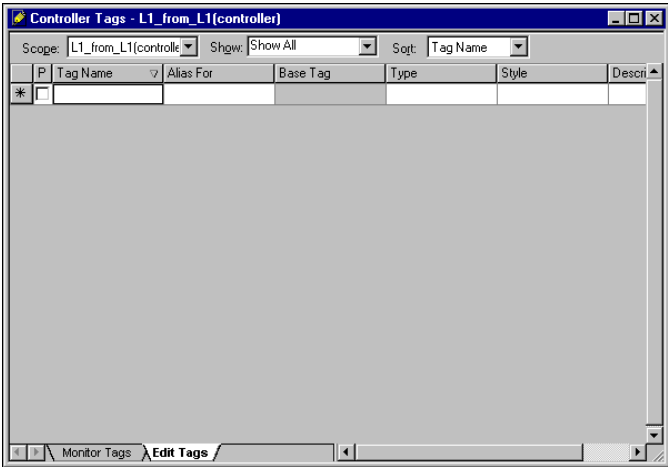 Controller Tags - L1_from_L1(controller)
Scope: L1_from_L1(controlle Show: Show All Sort: Tag Name
P Tag Name Alias For Base Tag Type Style Descri
Monitor Tags Edit Tags